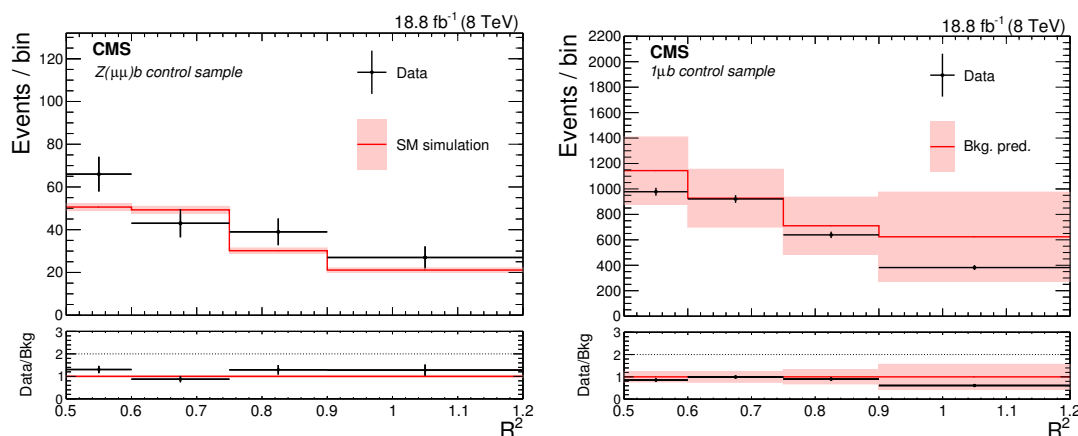 18.8 fb⁻¹ (8 TeV)
CMS
Z(μμ)b control sample
Data
SM simulation
Events / bin
120
100
80
60
40
20
0
Data/Bkg
3
2
1
0
0.5 0.6 0.7 0.8 0.9 1 1.1 1.2
R²
18.8 fb⁻¹ (8 TeV)
CMS
1μb control sample
Data
Bkg. pred.
Events / bin
2200
2000
1800
1600
1400
1200
1000
800
600
400
200
0
Data/Bkg
3
2
1
0
0.5 0.6 0.7 0.8 0.9 1 1.1 1.2
R²